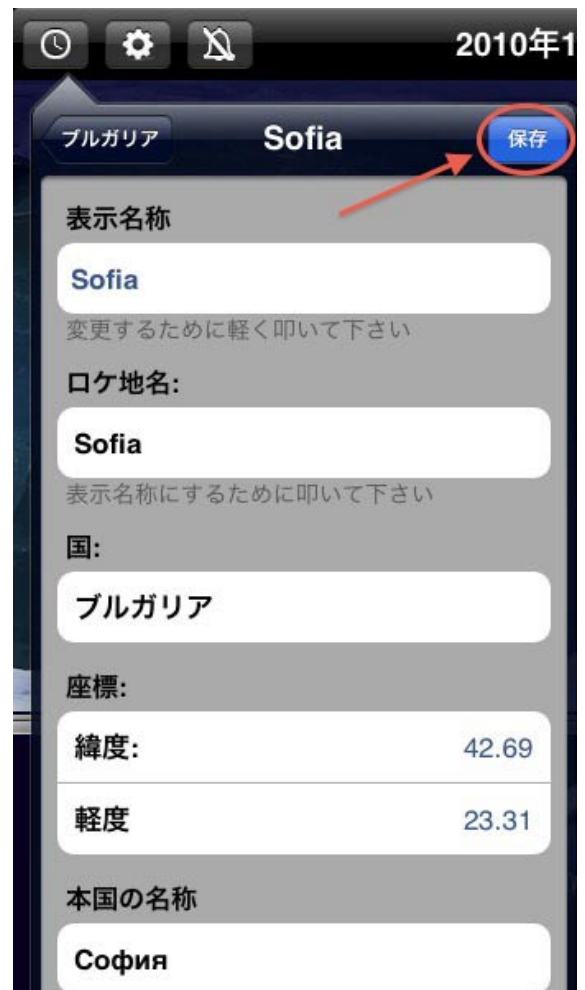 2010年1
ブルガリア
Sofia
保存
表示名称
Sofia
変更するために軽く叩いて下さい
ロケ地名:
Sofia
表示名称にするために叩いて下さい
国:
ブルガリア
座標:
緯度:
42.69
軽度
23.31
本国の名称
София